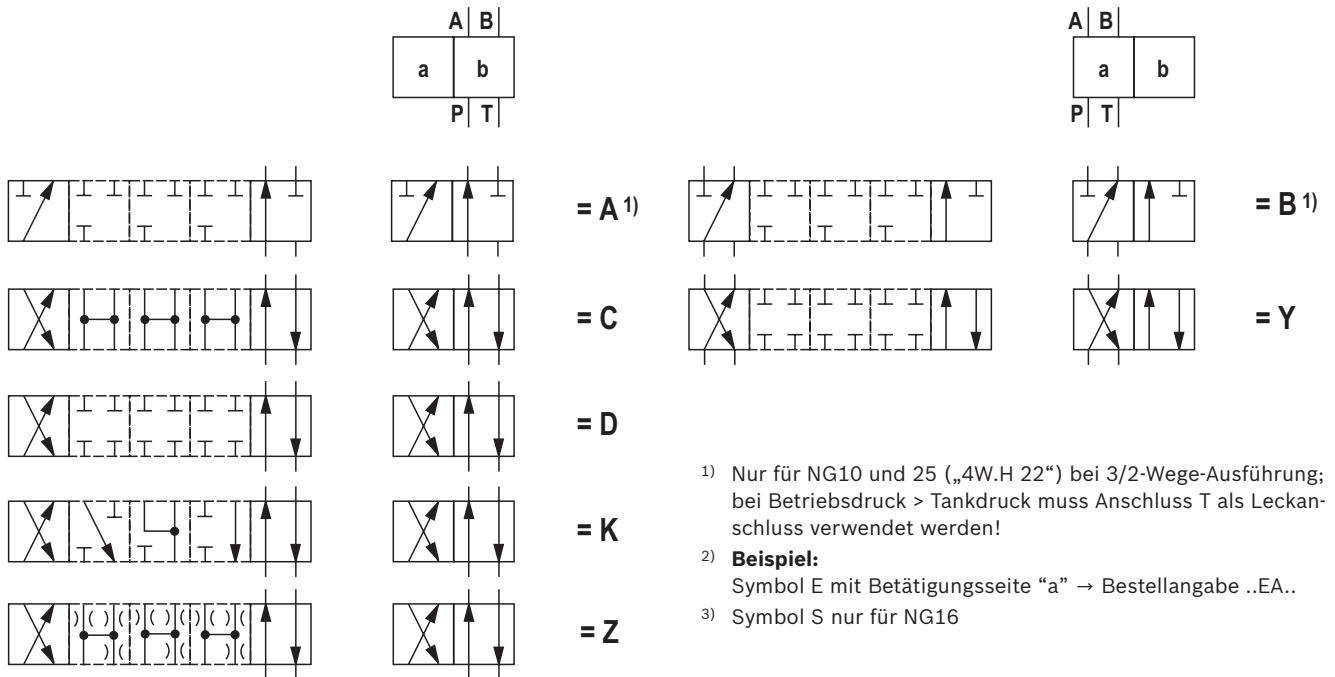 A B
a b
P T
A B
a b
P T
= A 1)
= B 1)
= C
= Y
= D
= K
= Z
1) Nur für NG10 und 25 („4W.H 22“) bei 3/2-Wege-Ausführung;
bei Betriebsdruck > Tankdruck muss Anschluss T als Leckan-
schluss verwendet werden!
2) Beispiel:
Symbol E mit Betätigungsseite “a” → Bestellangabe ..EA..
3) Symbol S nur für NG16